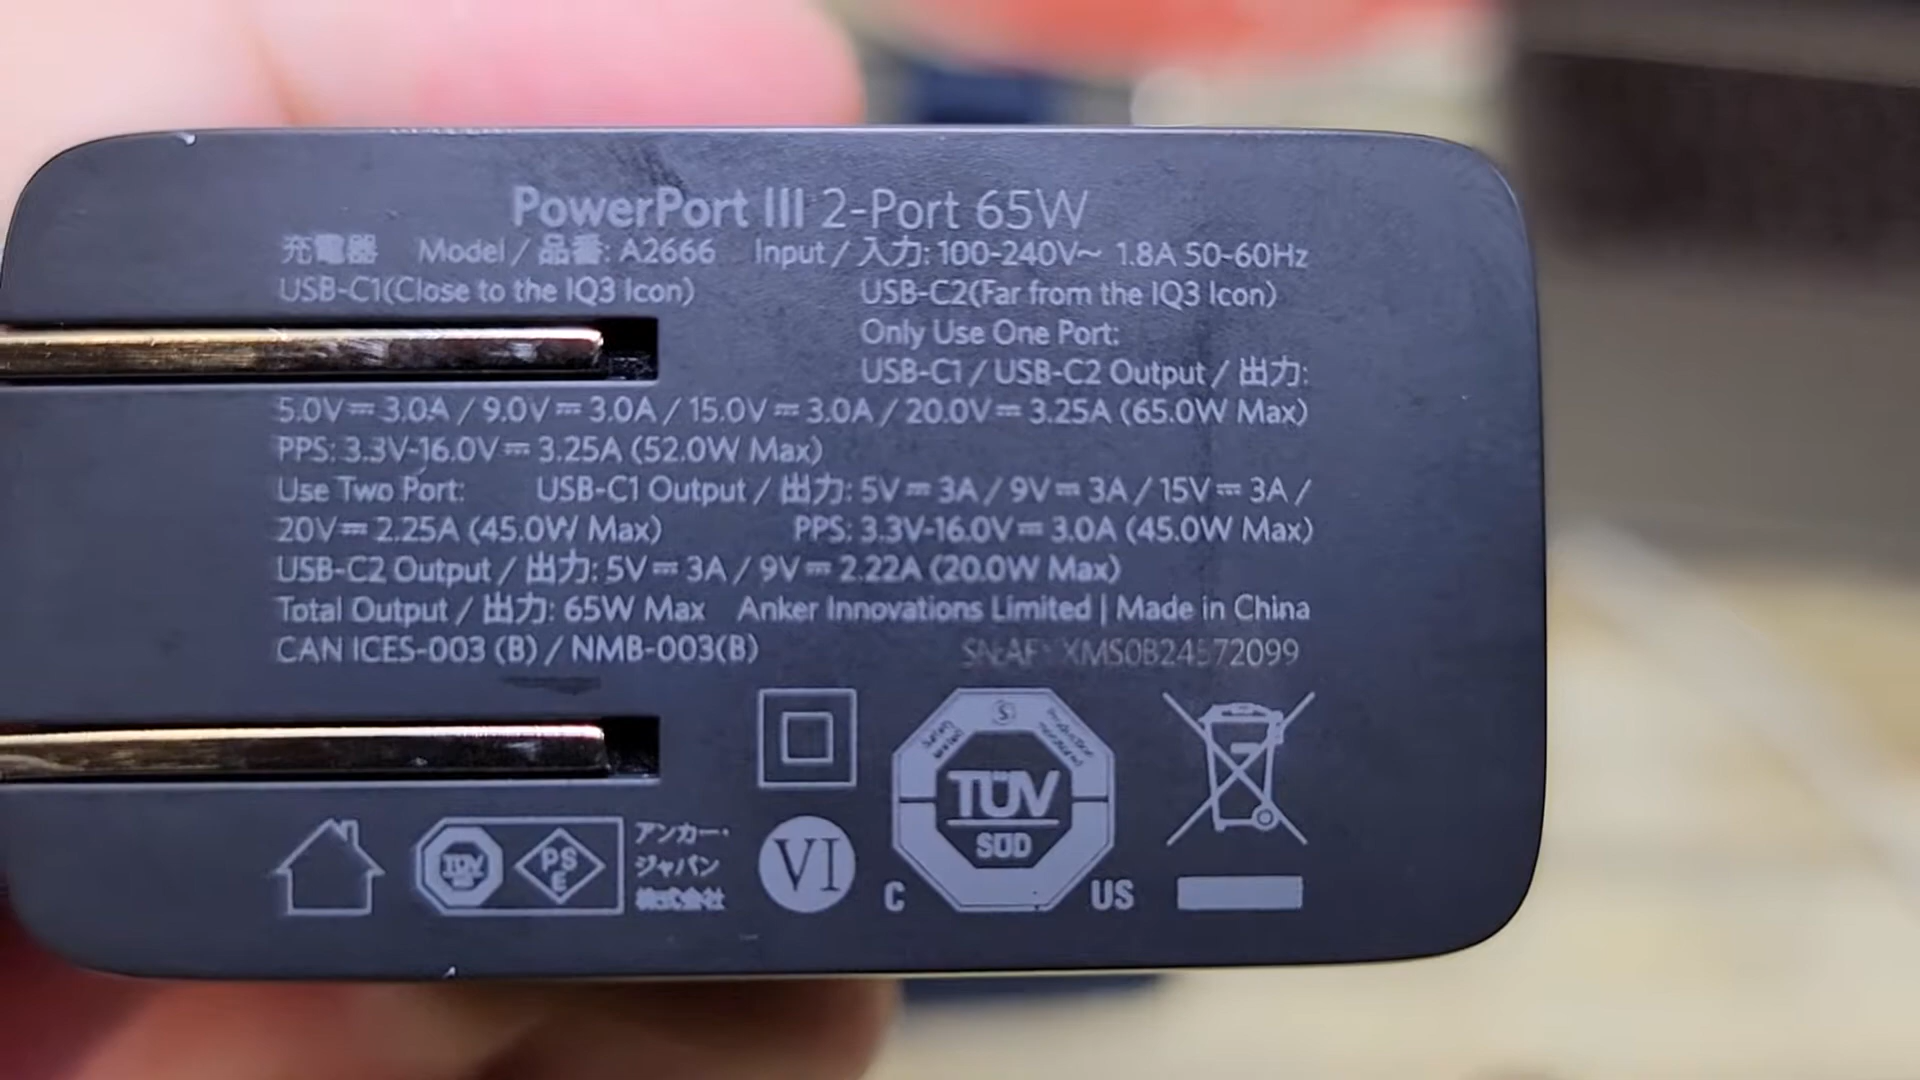 PowerPort III 2-Port 65W
充電器 Model / 品番: A2666 Input / 入力: 100-240V~ 1.8A 50-60Hz
USB-C1(Close to the IQ3 Icon) USB-C2(Far from the IQ3 Icon)
Only Use One Port:
USB-C1 / USB-C2 Output / 出力:
5.0V⎓ 3.0A / 9.0V⎓ 3.0A / 15.0V⎓ 3.0A / 20.0V⎓ 3.25A (65.0W Max)
PPS: 3.3V-16.0V⎓ 3.25A (52.0W Max)
Use Two Port: USB-C1 Output / 出力: 5V⎓ 3A / 9V⎓ 3A / 15V⎓ 3A /
20V⎓ 2.25A (45.0W Max) PPS: 3.3V-16.0V⎓ 3.0A (45.0W Max)
USB-C2 Output / 出力: 5V⎓ 3A / 9V⎓ 2.22A (20.0W Max)
Total Output / 出力: 65W Max Anker Innovations Limited | Made in China
CAN ICES-003 (B) / NMB-003(B)
TÜV
SÜD
C US
VI
TÜV
PS
E
アンカー・
ジャパン
株式会社